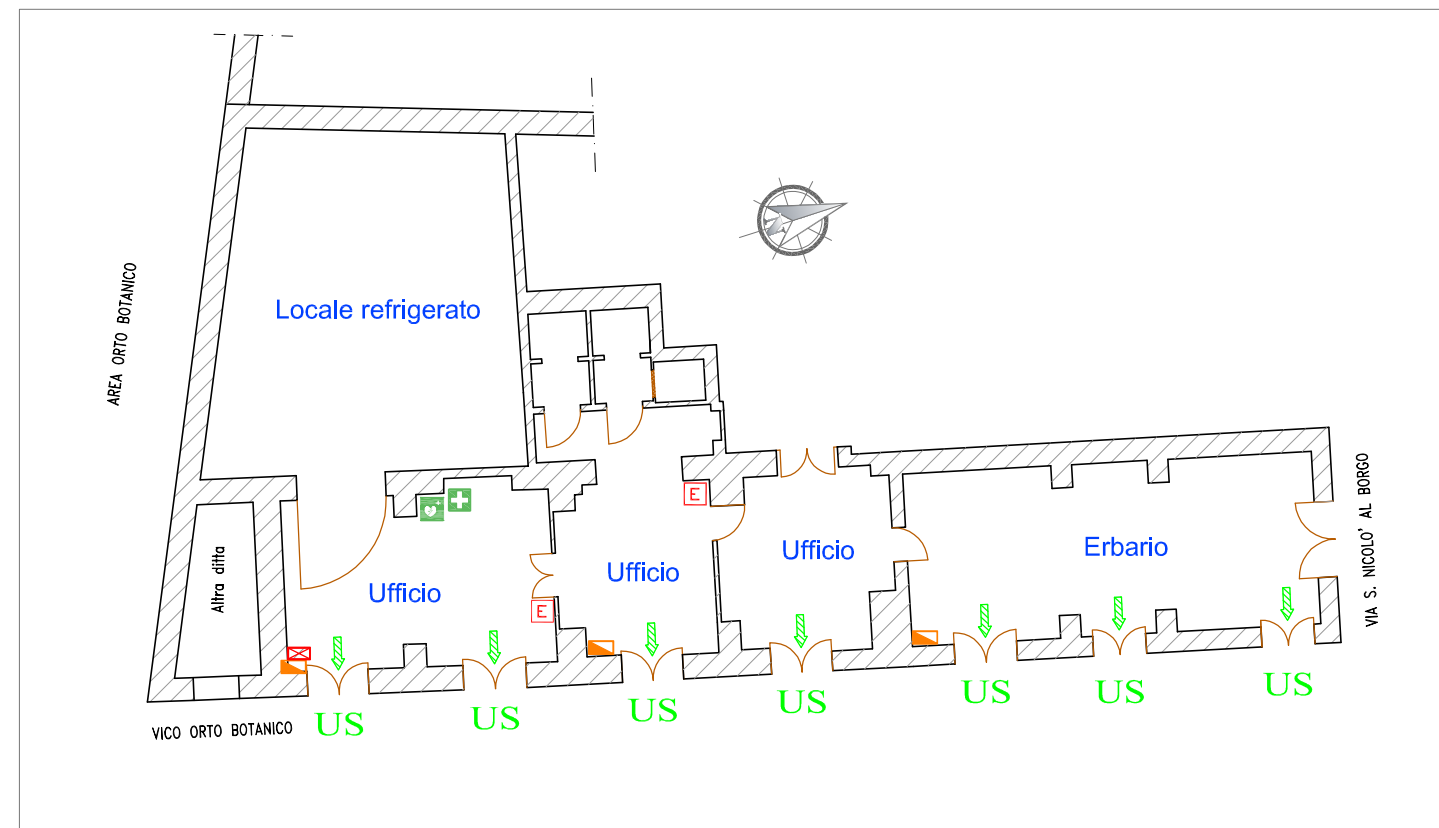 Locale refrigerato
AREA ORTO BOTANICO
Altra ditta
Ufficio
Ufficio
Ufficio
Erbario
E
E
VIA S. NICOLO' AL BORGO
VICO ORTO BOTANICO
US
US
US
US
US
US
US